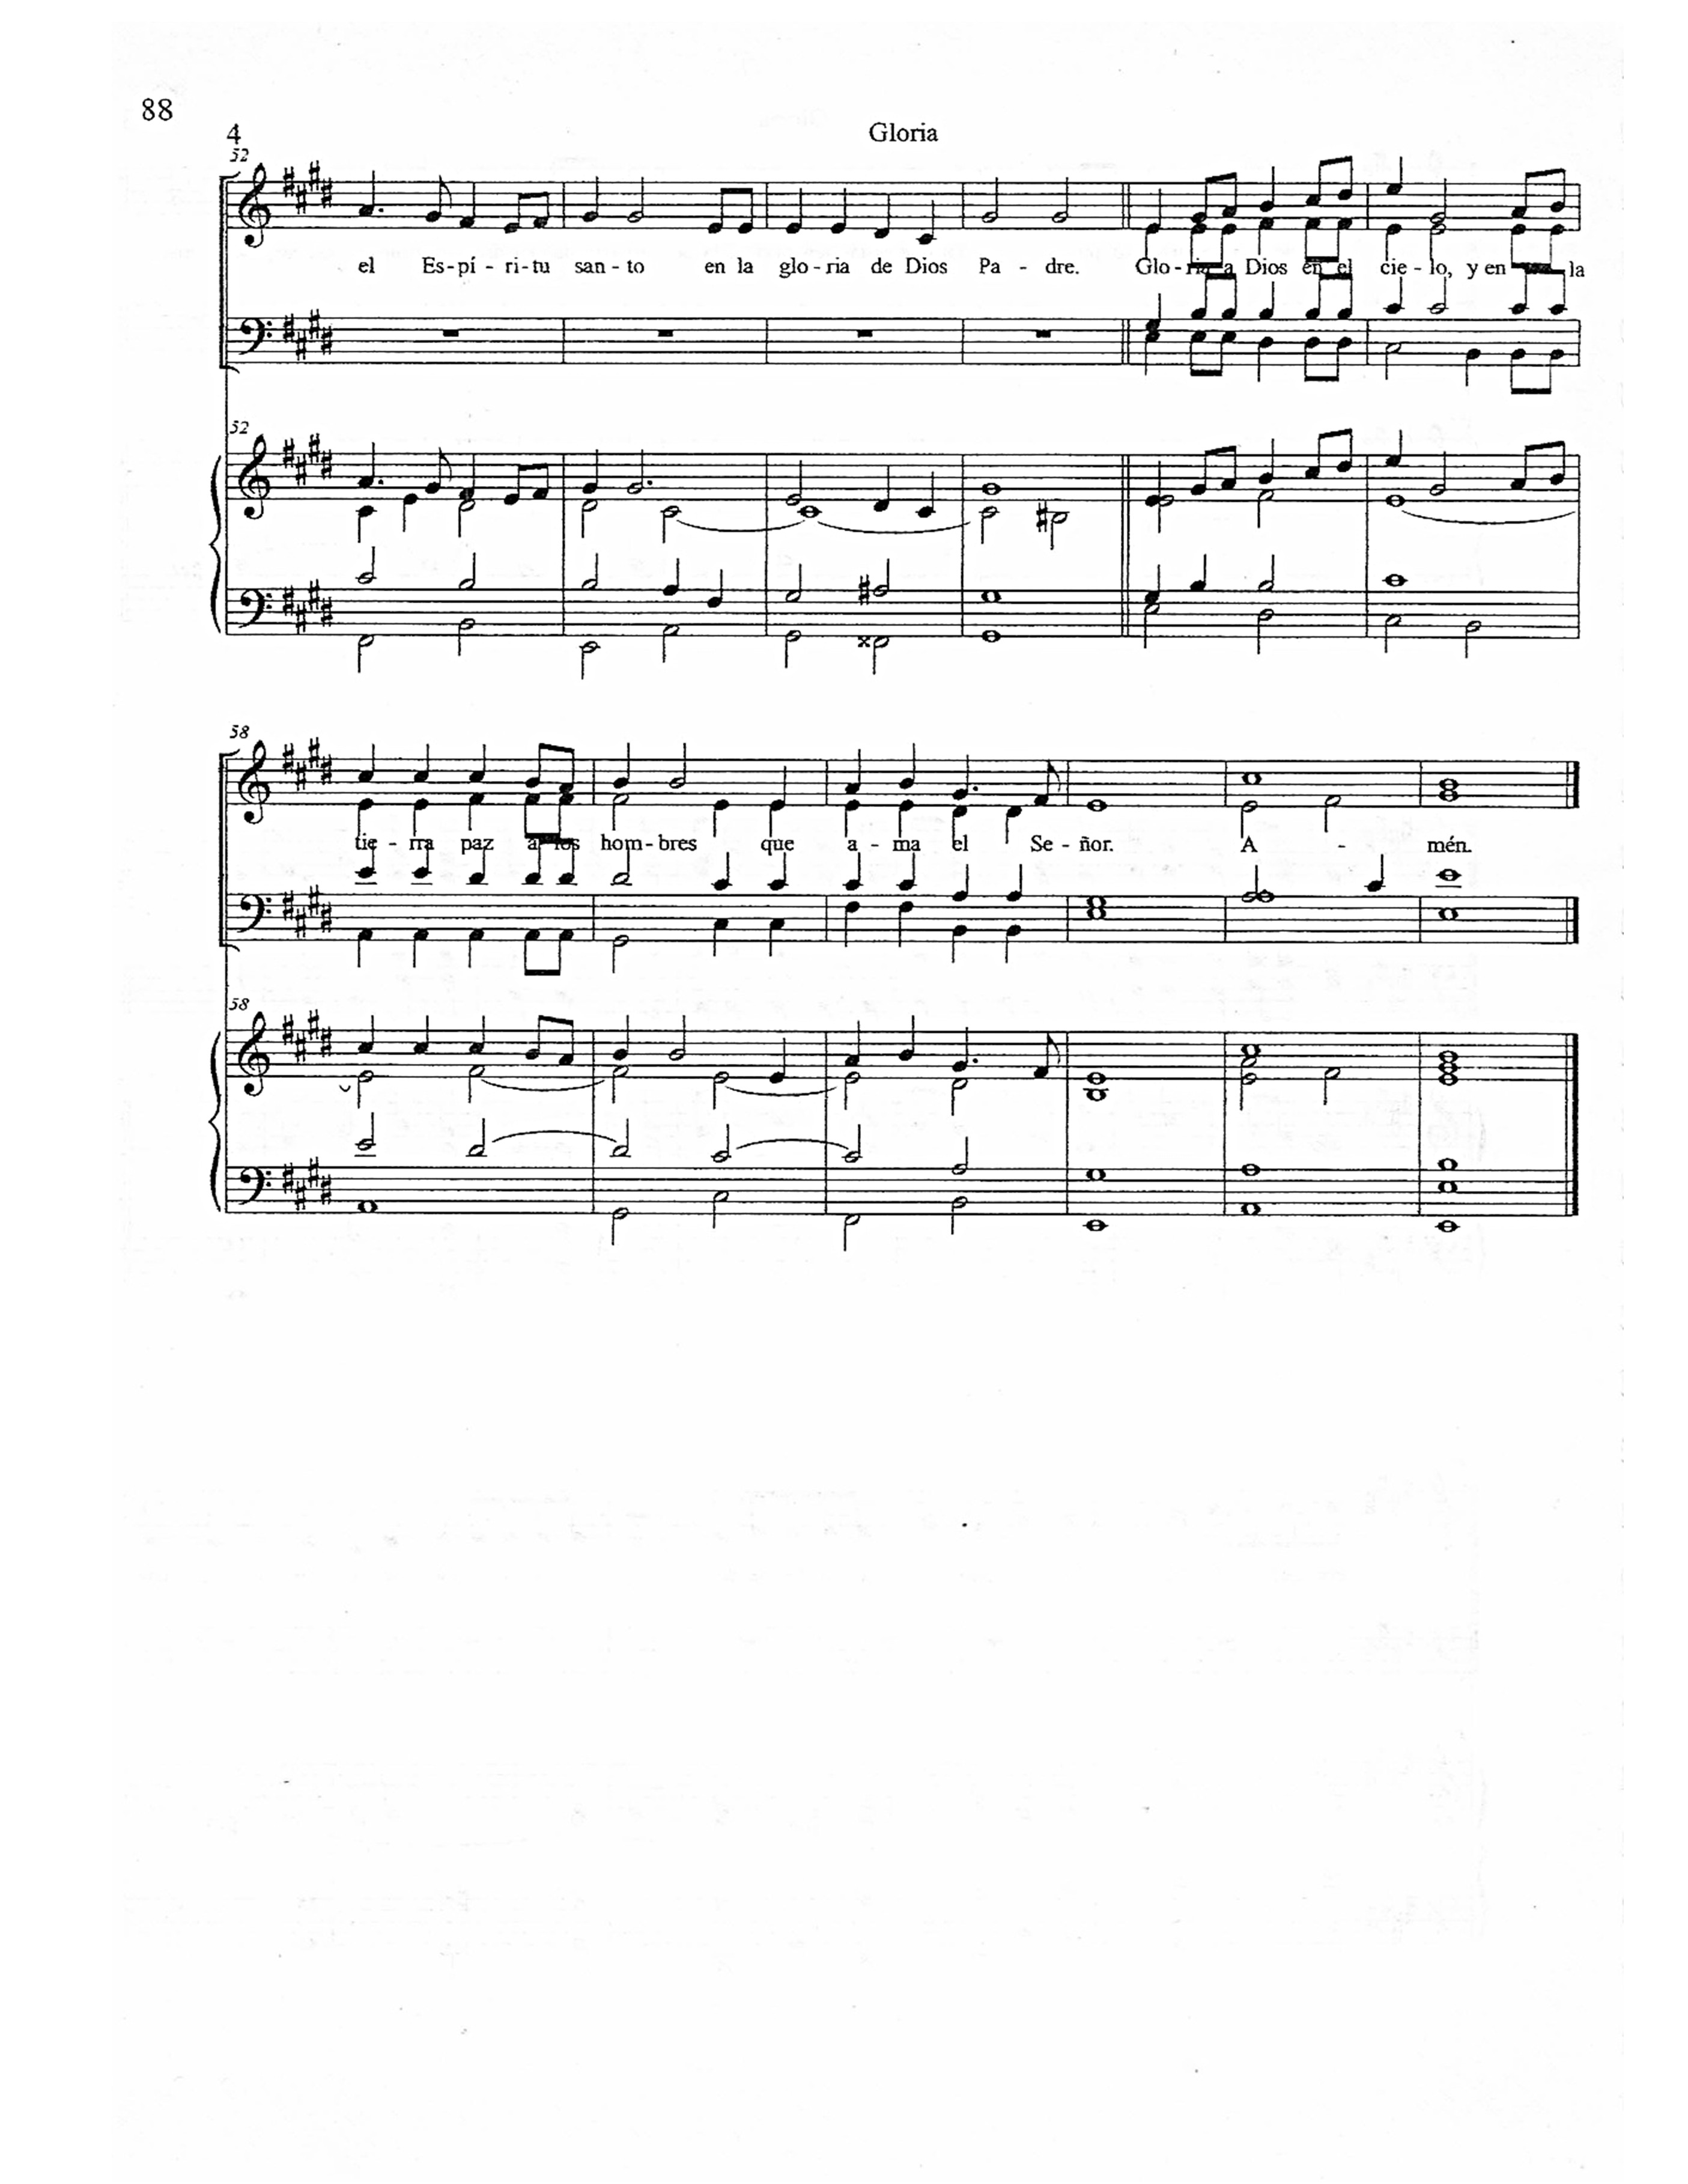 88
4
Gloria
52
el Es-pí-ri-tu san-to en la glo-ria de Dios Pa-dre. Glo-ria a Dios en el cie-lo, y en la
52
58
tie-rra paz a los hom-bres que a-ma el Se-ñor. A-mén.
58